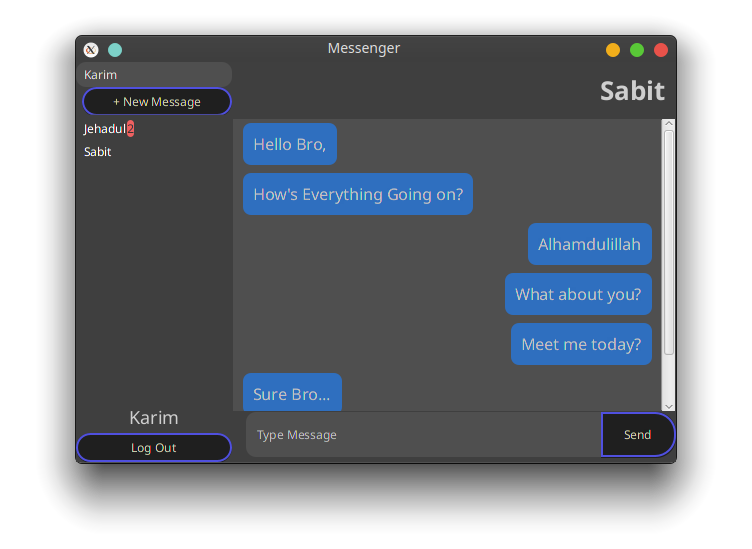 Messenger
Karim
+ New Message
Jehadul 2
Sabit
Karim
Log Out
Sabit
Hello Bro,
How's Everything Going on?
Alhamdulillah
What about you?
Meet me today?
Sure Bro...
Type Message
Send